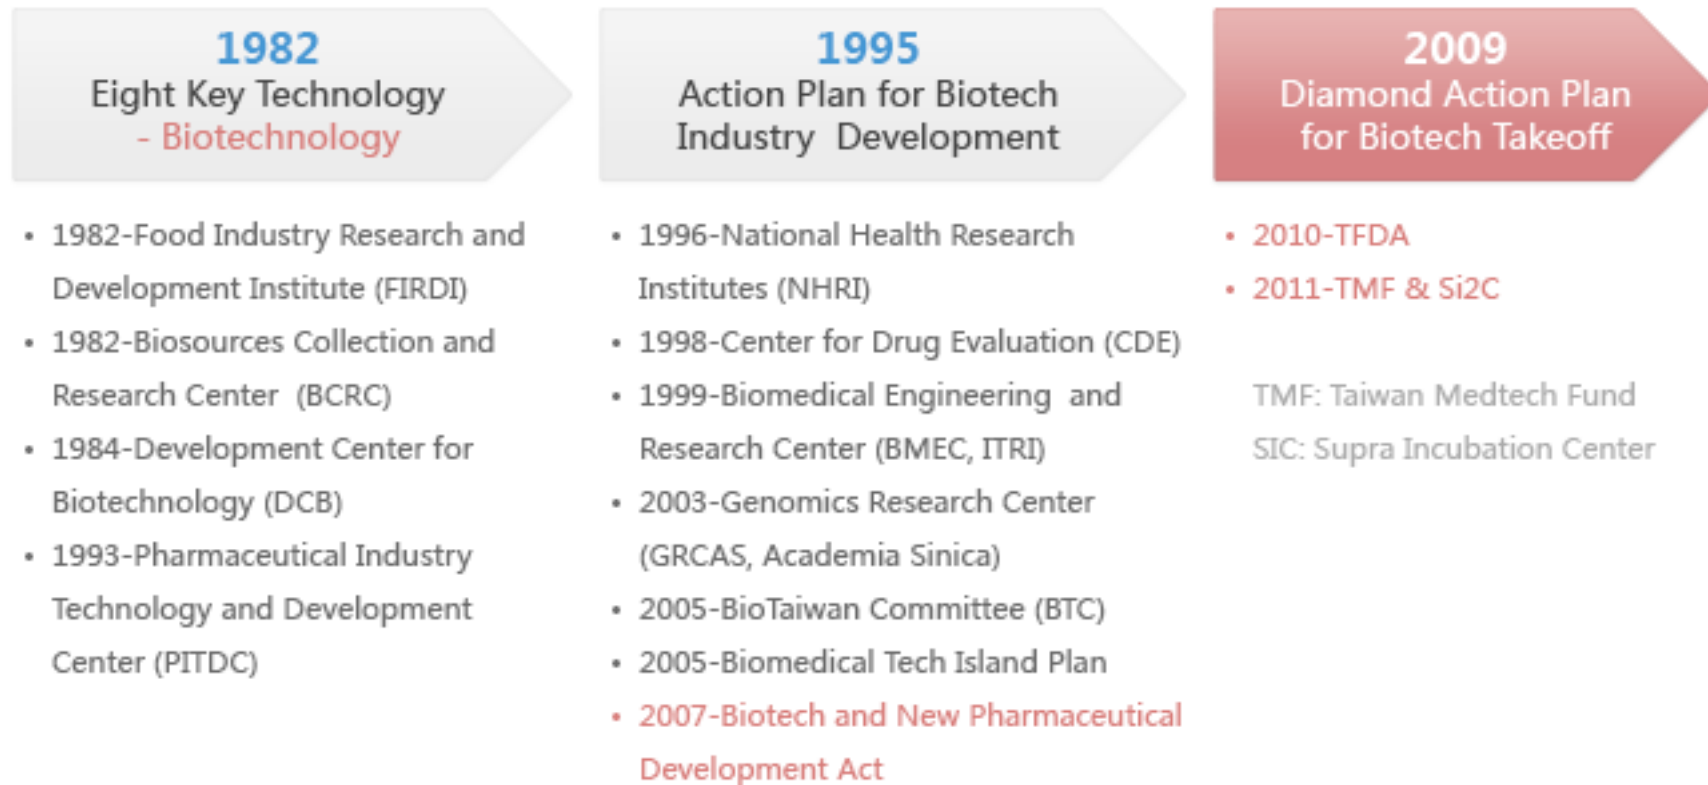 1982
Eight Key Technology
- Biotechnology
• 1982-Food Industry Research and
Development Institute (FIRDI)
• 1982-Biosources Collection and
Research Center (BCRC)
• 1984-Development Center for
Biotechnology (DCB)
• 1993-Pharmaceutical Industry
Technology and Development
Center (PITDC)
1995
Action Plan for Biotech
Industry Development
• 1996-National Health Research
Institutes (NHRI)
• 1998-Center for Drug Evaluation (CDE)
• 1999-Biomedical Engineering and
Research Center (BMEC, ITRI)
• 2003-Genomics Research Center
(GRCAS, Academia Sinica)
• 2005-BioTaiwan Committee (BTC)
• 2005-Biomedical Tech Island Plan
• 2007-Biotech and New Pharmaceutical
Development Act
2009
Diamond Action Plan
for Biotech Takeoff
• 2010-TFDA
• 2011-TMF & Si2C
TMF: Taiwan Medtech Fund
SIC: Supra Incubation Center